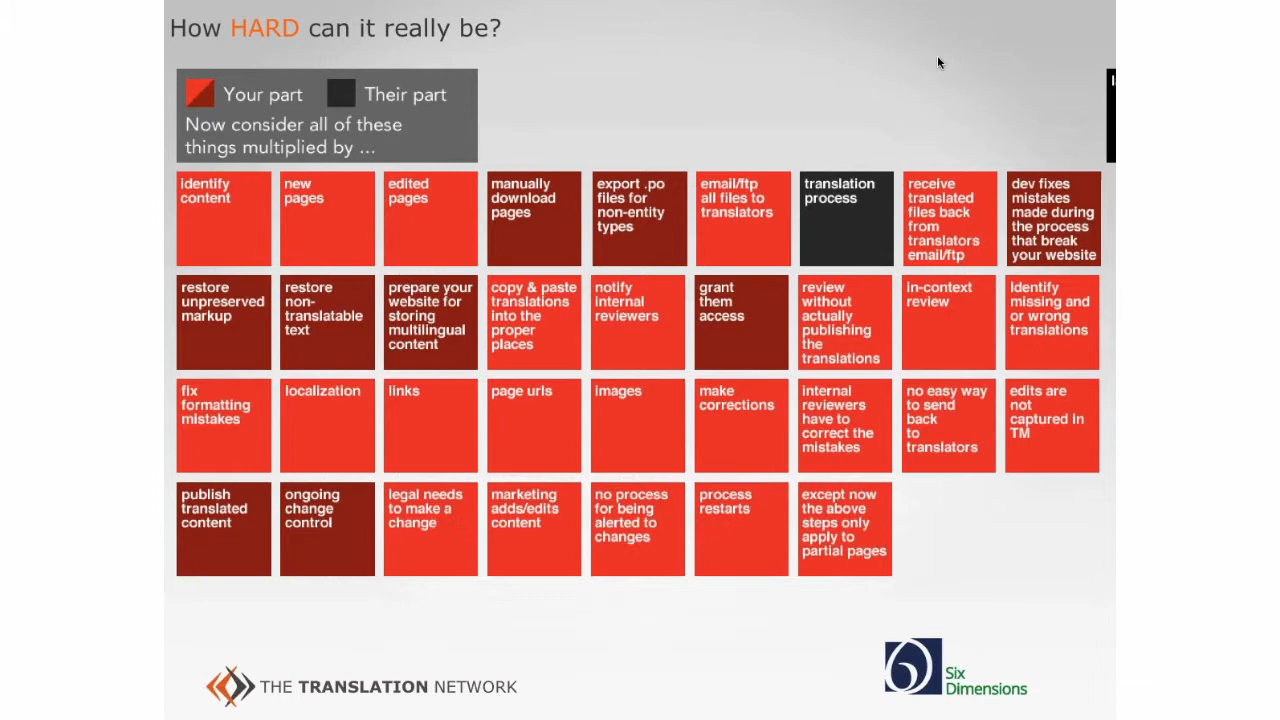 How HARD can it really be?
Your part
Their part
Now consider all of these
things multiplied by ...
identify
content
new
pages
edited
pages
manually
download
pages
export .po
files for
non-entity
types
email/ftp
all files to
translators
translation
process
receive
translated
files back
from
translators
email/ftp
dev fixes
mistakes
made during
the process
that break
your website
restore
unpreserved
markup
restore
non-
translatable
text
prepare your
website for
storing
multilingual
content
copy & paste
translations
into the
proper
places
notify
internal
reviewers
grant
them
access
review
without
actually
publishing
the
translations
in-context
review
Identify
missing and
or wrong
translations
fix
formatting
mistakes
localization
links
page urls
images
make
corrections
internal
reviewers
have to
correct the
mistakes
no easy way
to send
back
to
translators
edits are
not
captured in
TM
publish
translated
content
ongoing
change
control
legal needs
to make a
change
marketing
adds/edits
content
no process
for being
alerted to
changes
process
restarts
except now
the above
steps only
apply to
partial pages
THE TRANSLATION NETWORK
Six
Dimensions